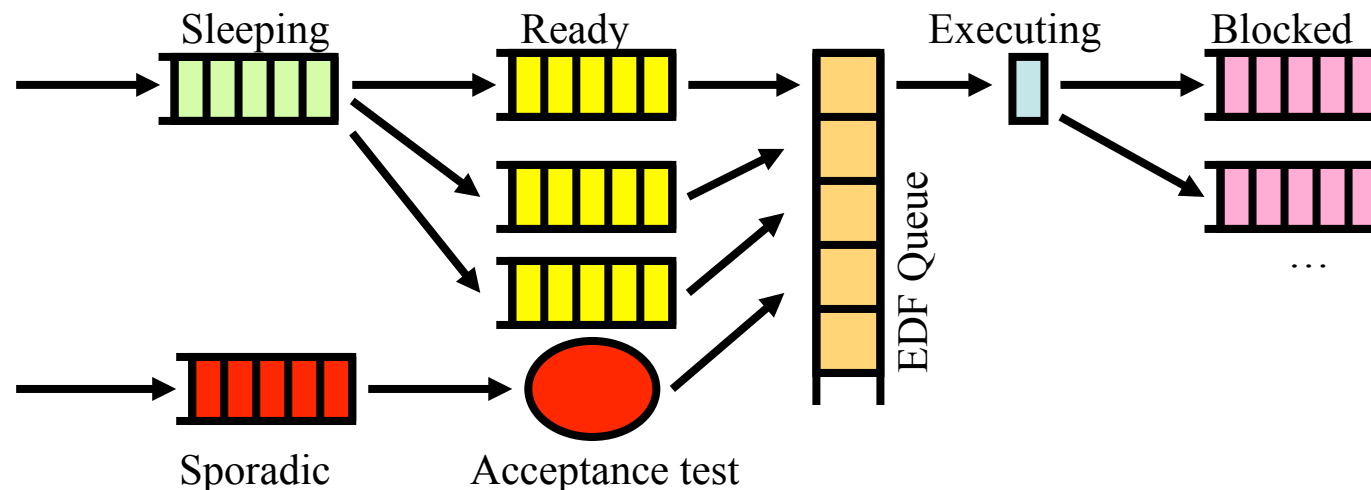 Sleeping
Ready
Executing
Blocked
EDF Queue
…
Sporadic
Acceptance test